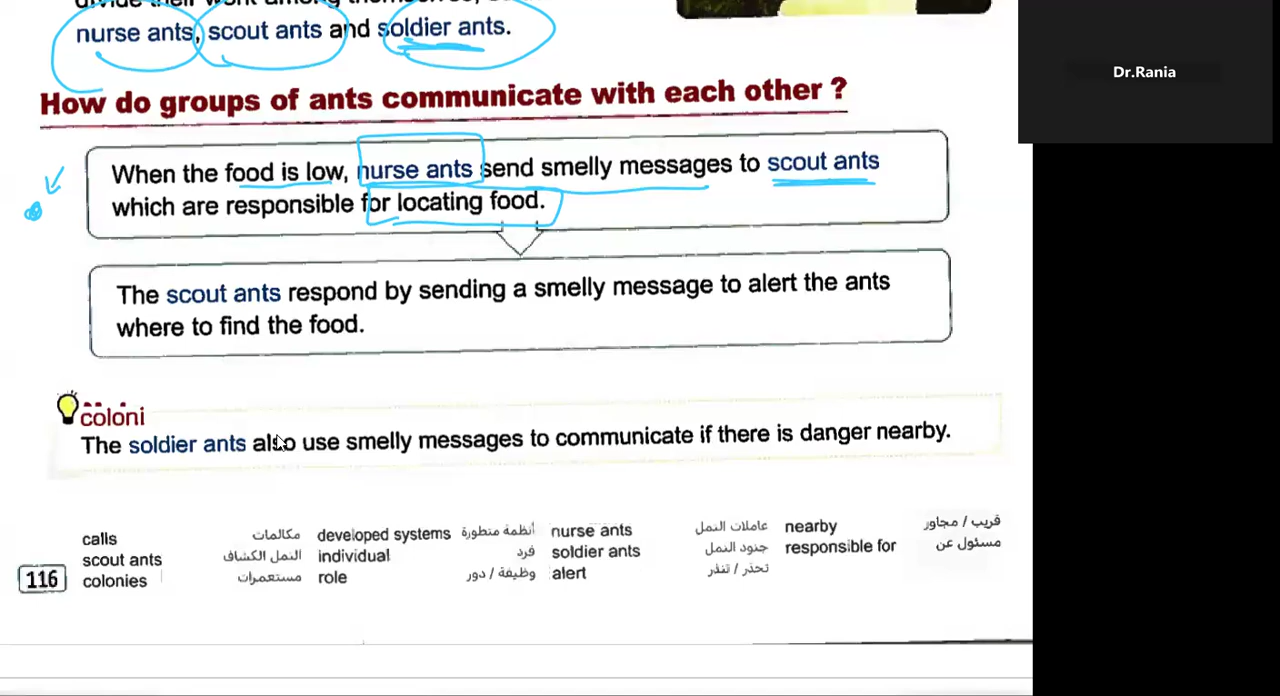 nurse ants, scout ants and soldier ants.
How do groups of ants communicate with each other ?
When the food is low, nurse ants send smelly messages to scout ants
which are responsible for locating food.
The scout ants respond by sending a smelly message to alert the ants
where to find the food.
coloni
The soldier ants also use smelly messages to communicate if there is danger nearby.
calls مكالمات developed systems أنظمة متطورة nurse ants عاملات النمل nearby قريب / مجاور
scout ants النمل الكشاف individual فرد soldier ants جنود النمل responsible for مسئول عن
colonies مستعمرات role وظيفة / دور alert تحذر / تنذر
116
Dr.Rania